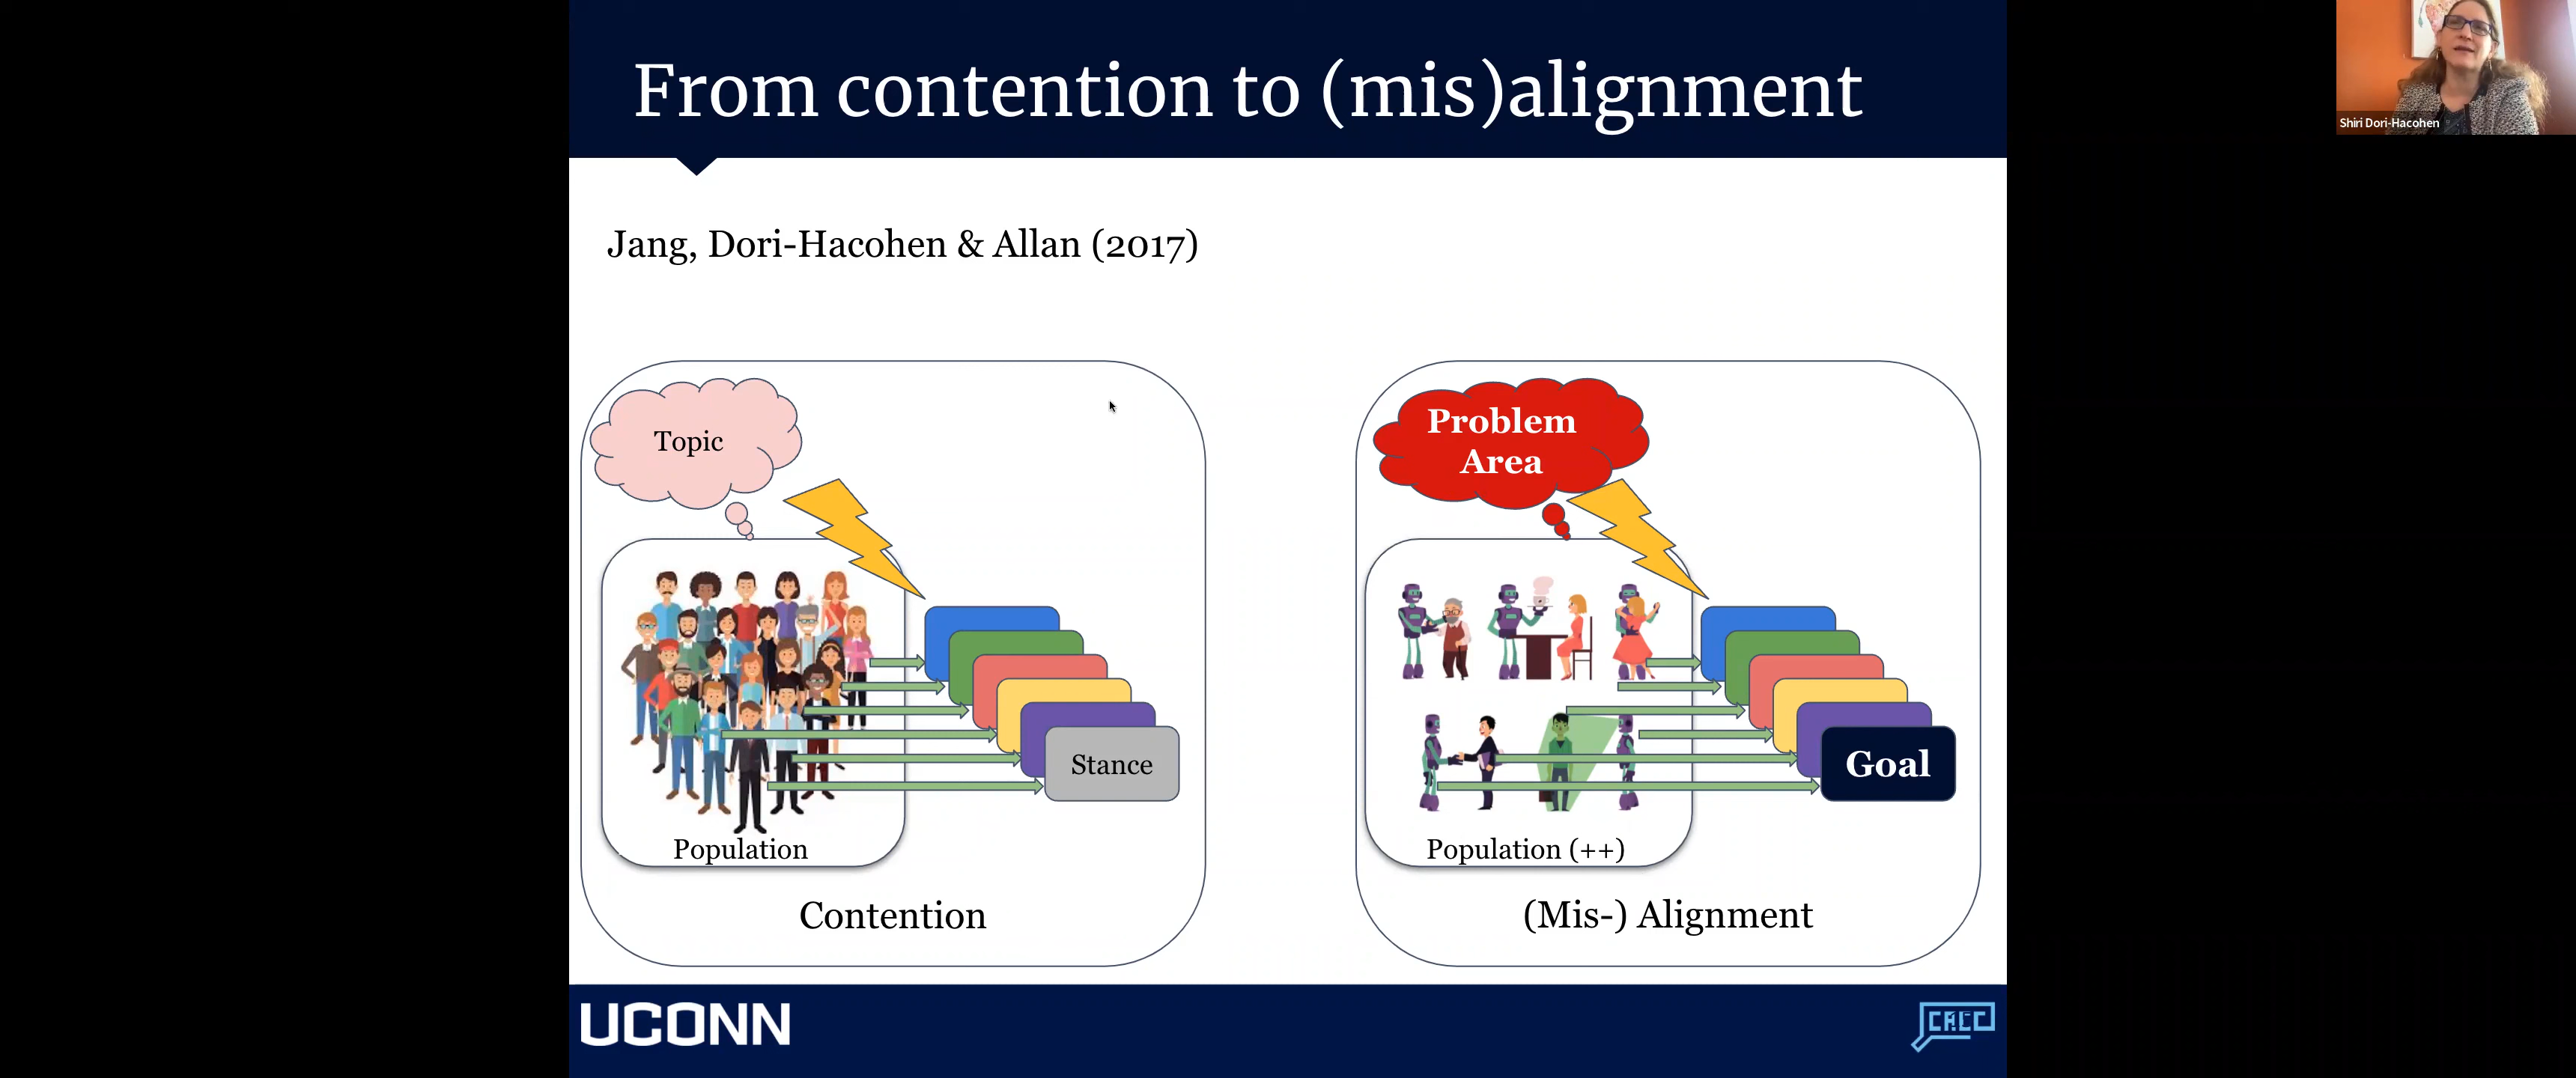 From contention to (mis)alignment
Shiri Dori-Hacohen
Jang, Dori-Hacohen & Allan (2017)
Topic
Population
Stance
Contention
Problem
Area
Population (++)
Goal
(Mis-) Alignment
UCONN